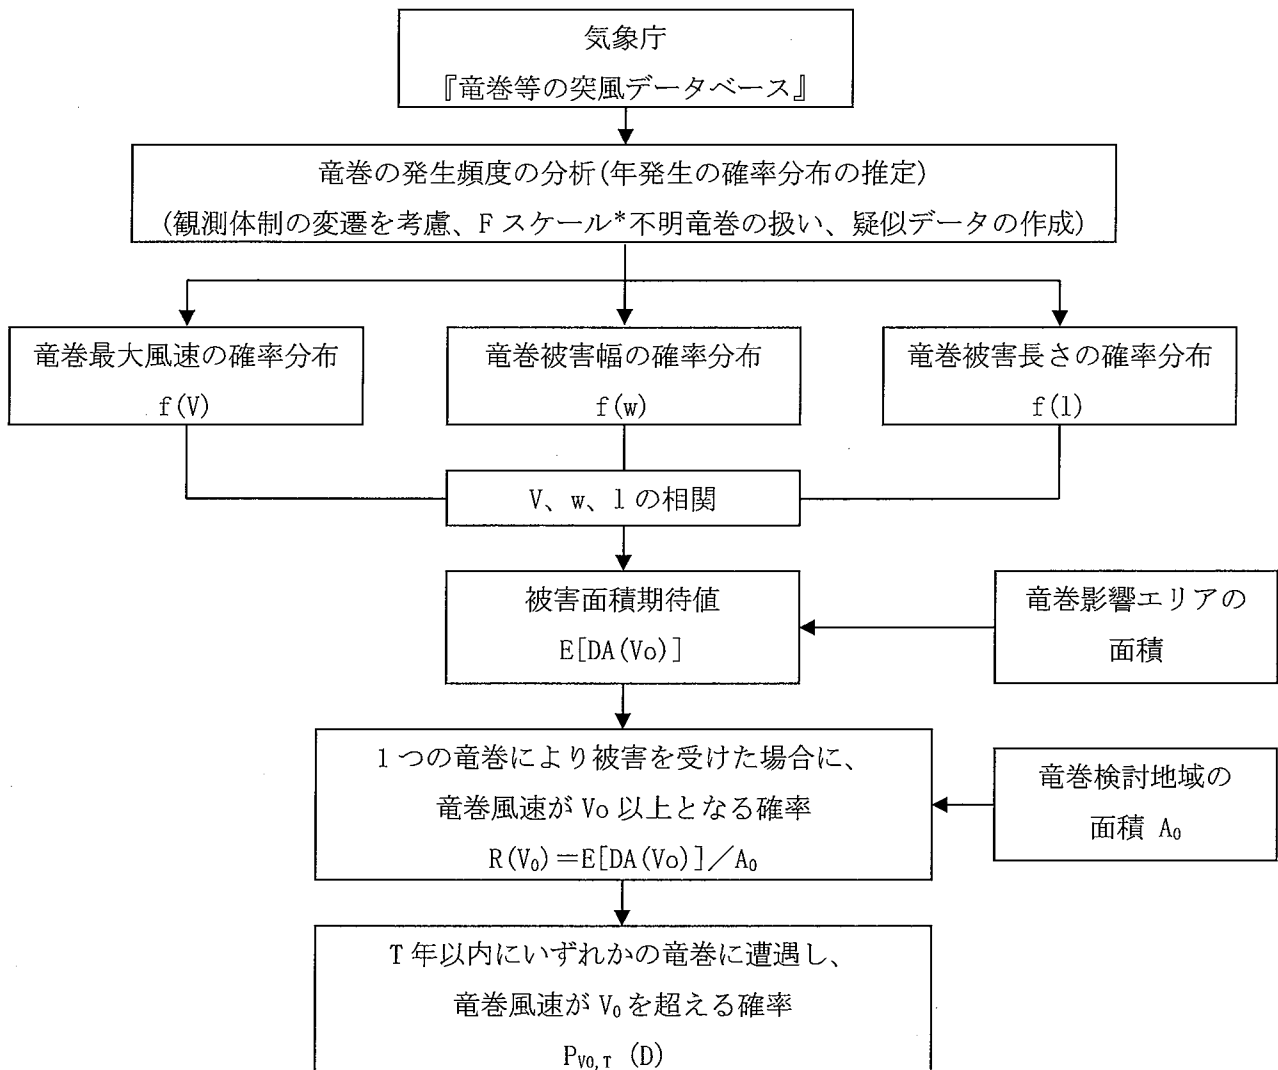 気象庁
『竜巻等の突風データベース』
竜巻の発生頻度の分析(年発生の確率分布の推定)
(観測体制の変遷を考慮、F スケール*不明竜巻の扱い、疑似データの作成)
竜巻最大風速の確率分布
f(V)
竜巻被害幅の確率分布
f(w)
竜巻被害長さの確率分布
f(l)
V、w、l の相関
被害面積期待値
E[DA(Vo)]
竜巻影響エリアの
面積
1 つの竜巻により被害を受けた場合に、
竜巻風速が Vo 以上となる確率
R(V₀)=E[DA(Vo)]/A₀
竜巻検討地域の
面積 A₀
T 年以内にいずれかの竜巻に遭遇し、
竜巻風速が V₀ を超える確率
P_V0,T (D)